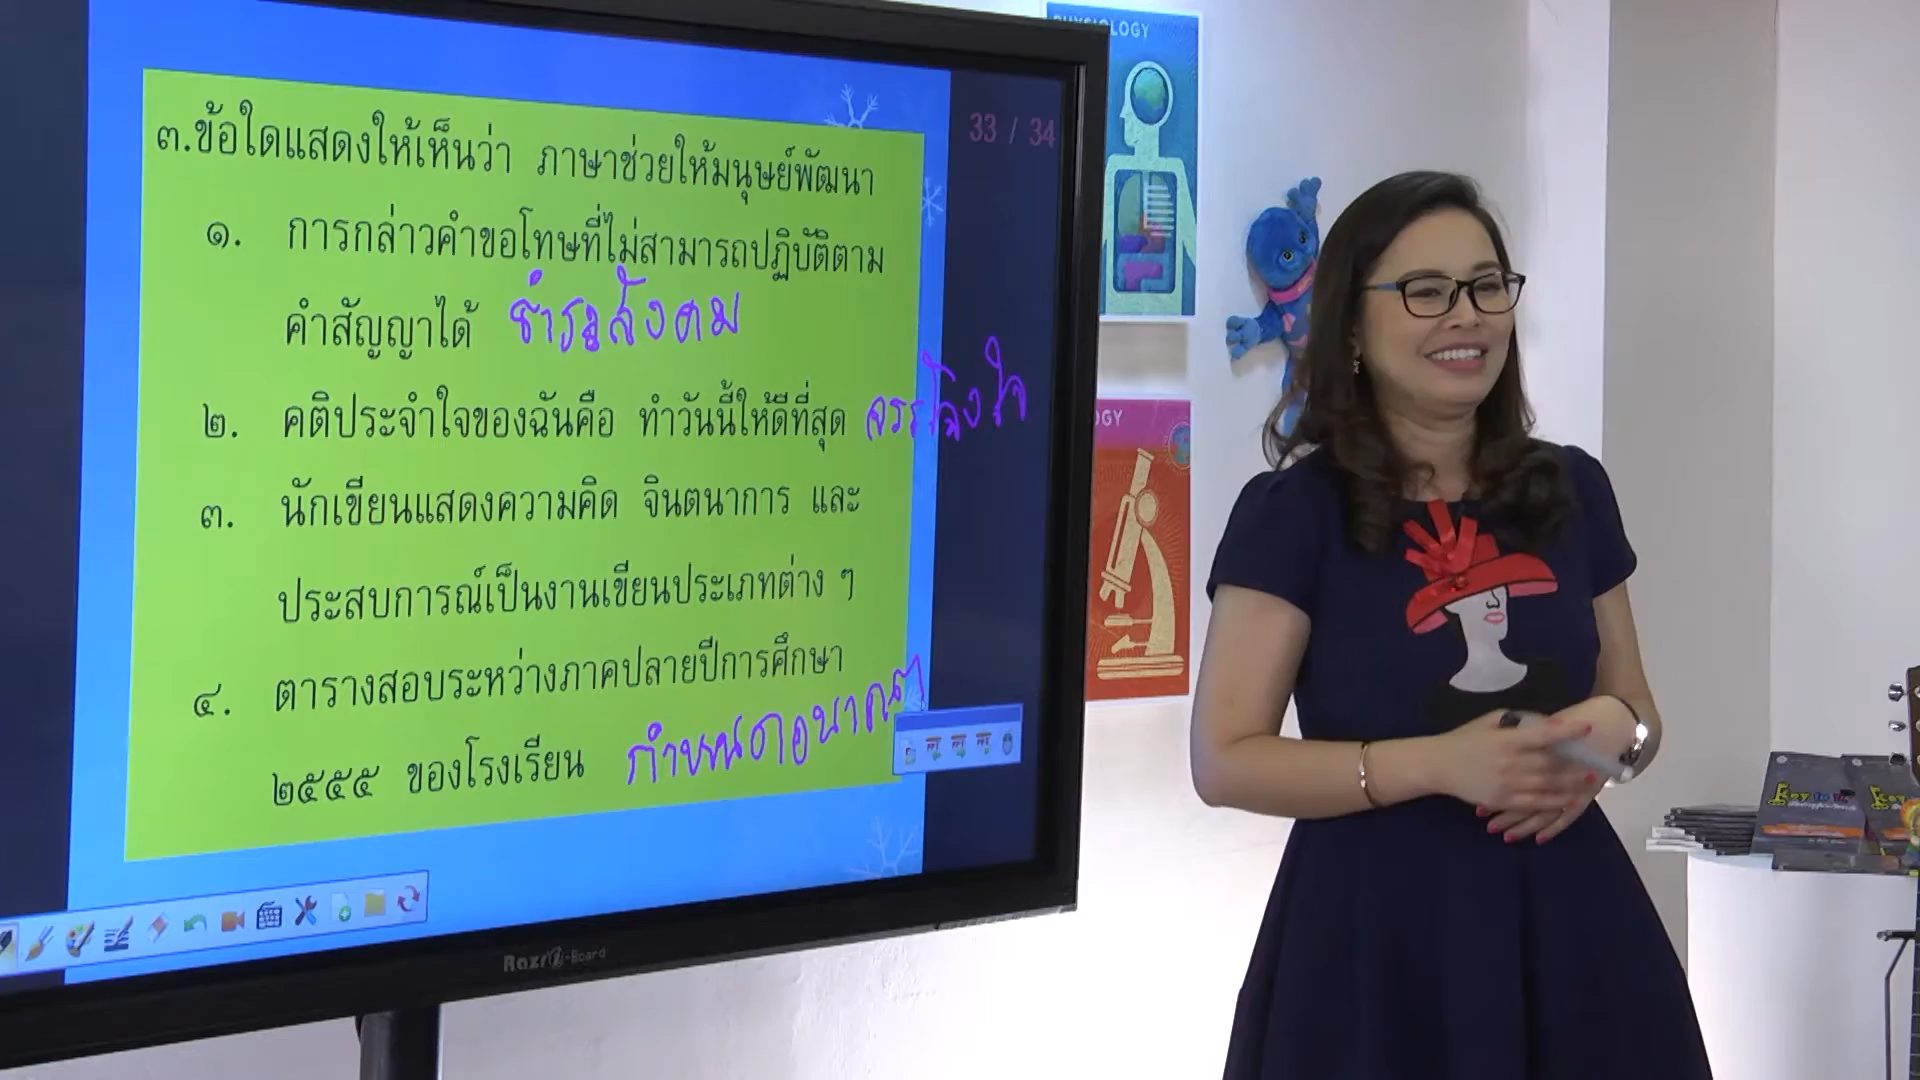 ๓.ข้อใดแสดงให้เห็นว่า ภาษาช่วยให้มนุษย์พัฒนา
๑. การกล่าวคำขอโทษที่ไม่สามารถปฏิบัติตาม
คำสัญญาได้ ธำรงสังคม
๒. คติประจำใจของฉันคือ ทำวันนี้ให้ดีที่สุด จรรโลงใจ
๓. นักเขียนแสดงความคิด จินตนาการ และ
ประสบการณ์เป็นงานเขียนประเภทต่าง ๆ
๔. ตารางสอบระหว่างภาคปลายปีการศึกษา
๒๕๕๕ ของโรงเรียน กำหนดอนาคต
33 / 34
PHYSIOLOGY
OGY
Razr i-Board